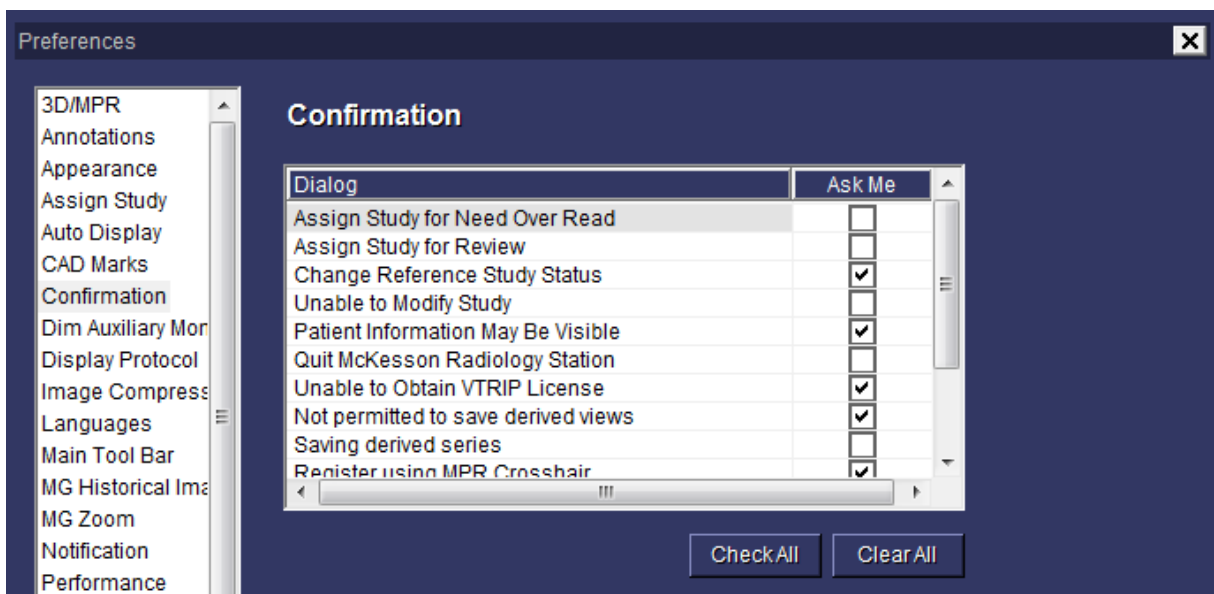 Preferences
3D/MPR
Annotations
Appearance
Assign Study
Auto Display
CAD Marks
Confirmation
Dim Auxiliary Mon
Display Protocol
Image Compress
Languages
Main Tool Bar
MG Historical Ima
MG Zoom
Notification
Performance
Confirmation
Dialog Ask Me
Assign Study for Need Over Read
Assign Study for Review
Change Reference Study Status
Unable to Modify Study
Patient Information May Be Visible
Quit McKesson Radiology Station
Unable to Obtain VTRIP License
Not permitted to save derived views
Saving derived series
Register using MPR Crosshair
Check All Clear All